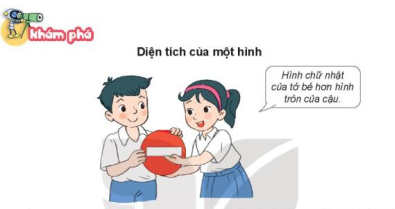 Khám phá
Diện tích của một hình
Hình chữ nhật
của tớ bé hơn hình
tròn của cậu.